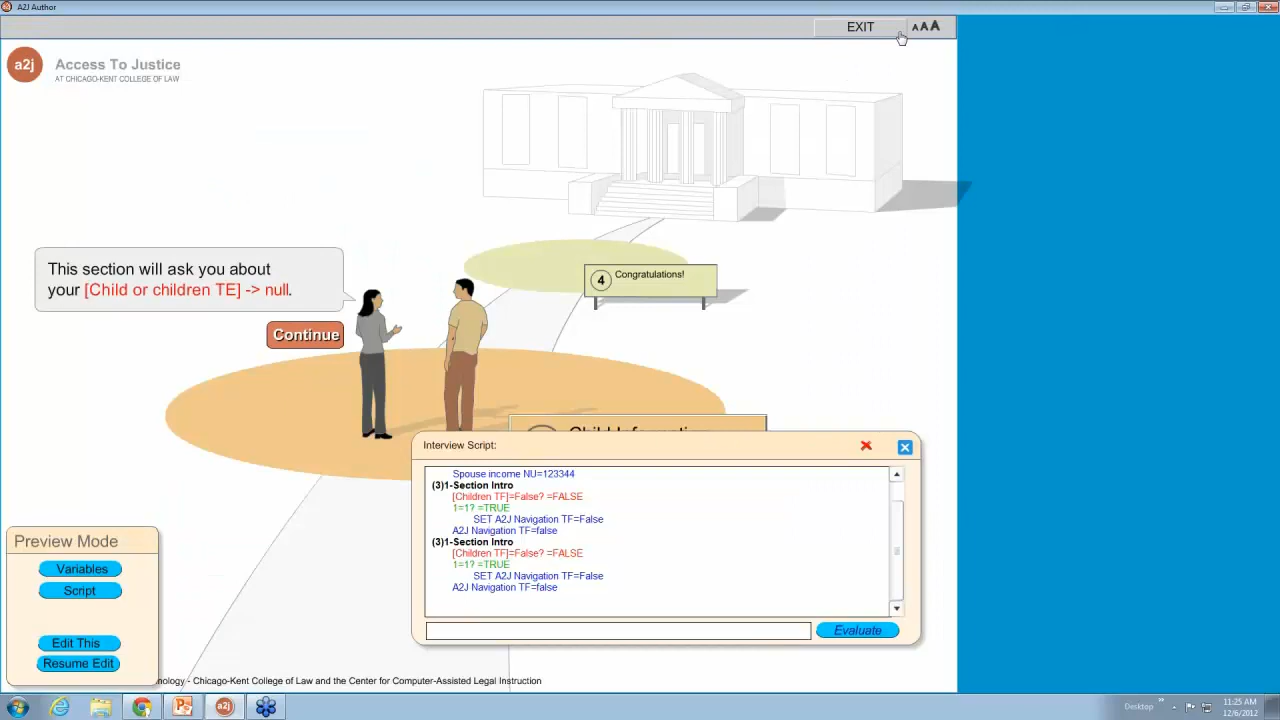 A2J Author
EXIT
A A A
a2j
Access To Justice
AT CHICAGO-KENT COLLEGE OF LAW
This section will ask you about
your [Child or children TE] -> null.
Continue
4
Congratulations!
Child Information
Interview Script:
Spouse income NU=123344
(3)1-Section Intro
[Children TF]=False? =FALSE
1=1? =TRUE
SET A2J Navigation TF=False
A2J Navigation TF=false
(3)1-Section Intro
[Children TF]=False? =FALSE
1=1? =TRUE
SET A2J Navigation TF=False
A2J Navigation TF=false
Evaluate
Preview Mode
Variables
Script
Edit This
Resume Edit
nology - Chicago-Kent College of Law and the Center for Computer-Assisted Legal Instruction
Desktop
11:25 AM
12/6/2012